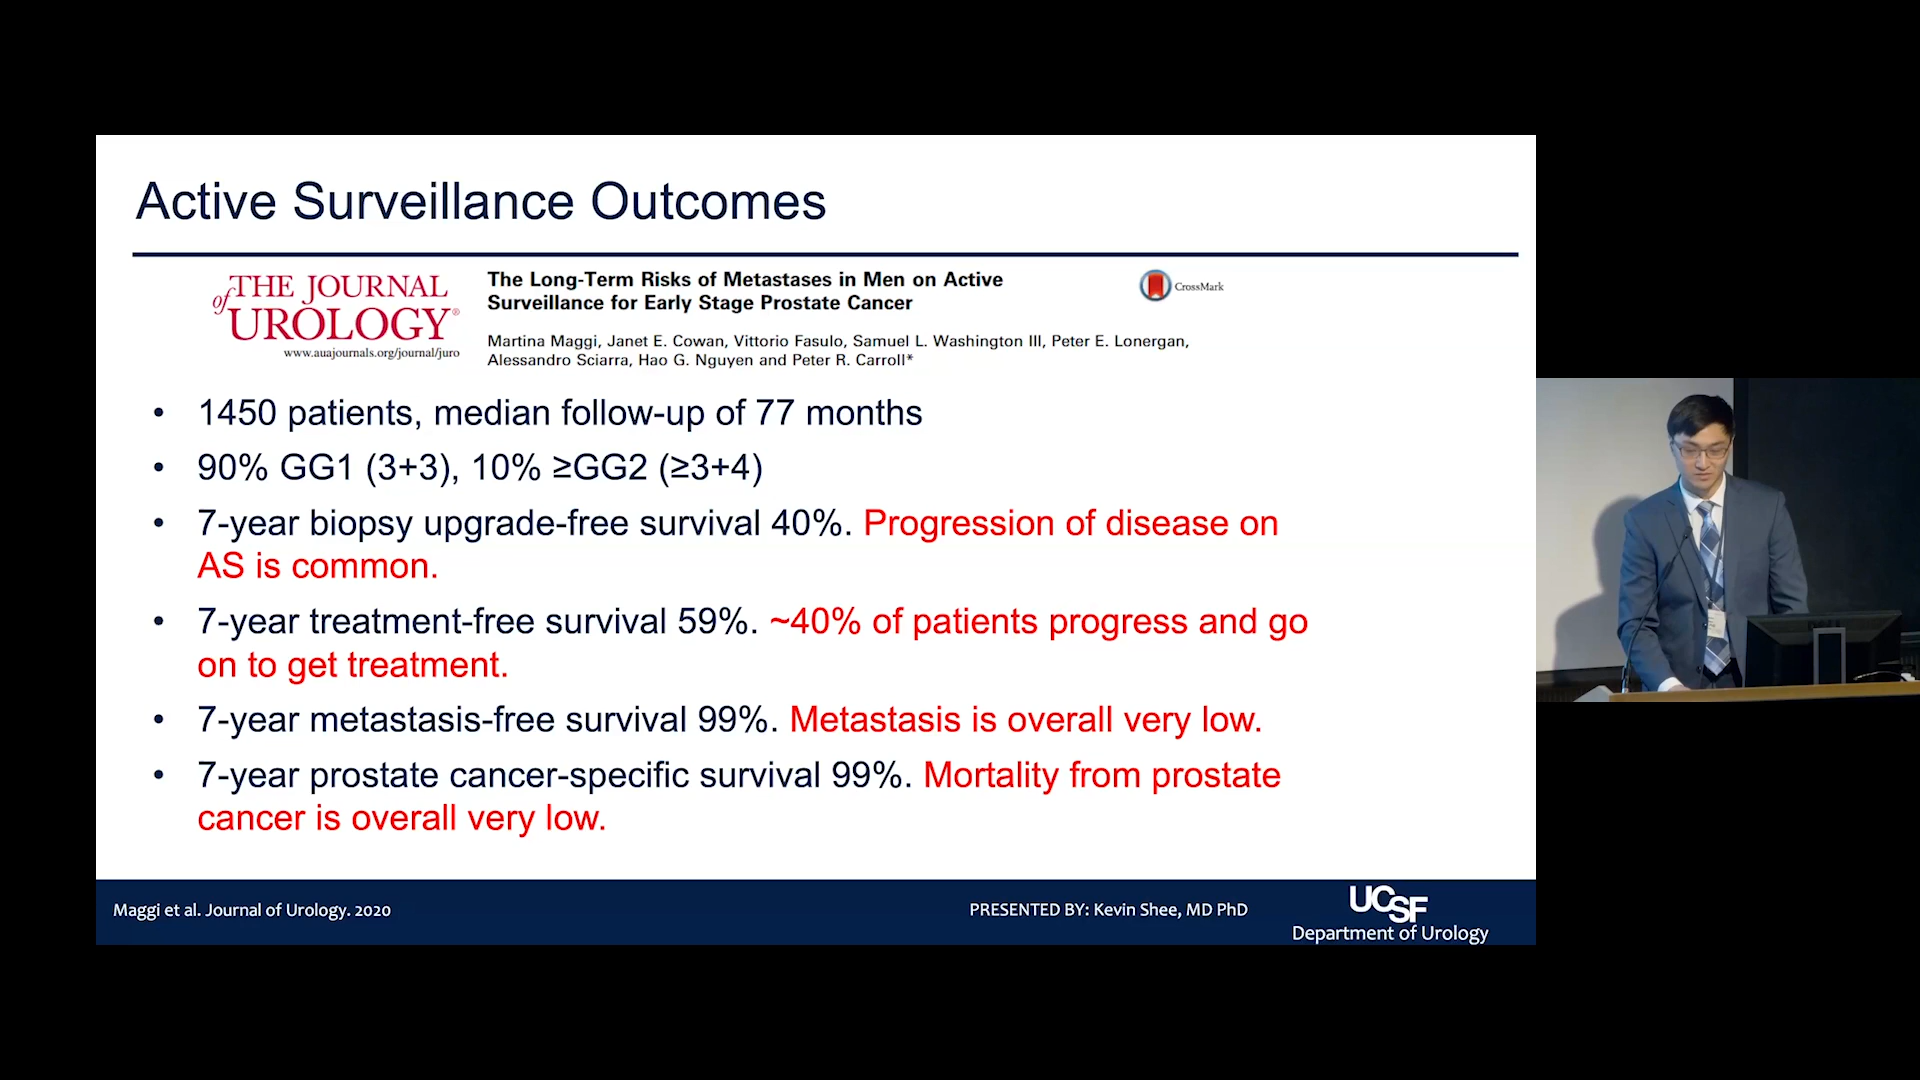 Active Surveillance Outcomes
THE JOURNAL
of UROLOGY®
www.auajournals.org/journal/juro
The Long-Term Risks of Metastases in Men on Active
Surveillance for Early Stage Prostate Cancer
CrossMark
Martina Maggi, Janet E. Cowan, Vittorio Fasulo, Samuel L. Washington III, Peter E. Lonergan,
Alessandro Sciarra, Hao G. Nguyen and Peter R. Carroll*
• 1450 patients, median follow-up of 77 months
• 90% GG1 (3+3), 10% ≥GG2 (≥3+4)
• 7-year biopsy upgrade-free survival 40%. Progression of disease on
AS is common.
• 7-year treatment-free survival 59%. ~40% of patients progress and go
on to get treatment.
• 7-year metastasis-free survival 99%. Metastasis is overall very low.
• 7-year prostate cancer-specific survival 99%. Mortality from prostate
cancer is overall very low.
Maggi et al. Journal of Urology. 2020
PRESENTED BY: Kevin Shee, MD PhD
UCSF
Department of Urology